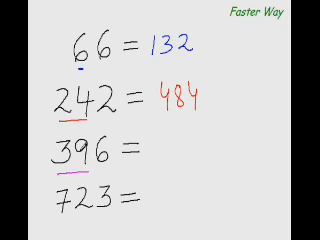 Faster Way
66 = 132
242 = 484
396 =
723 =